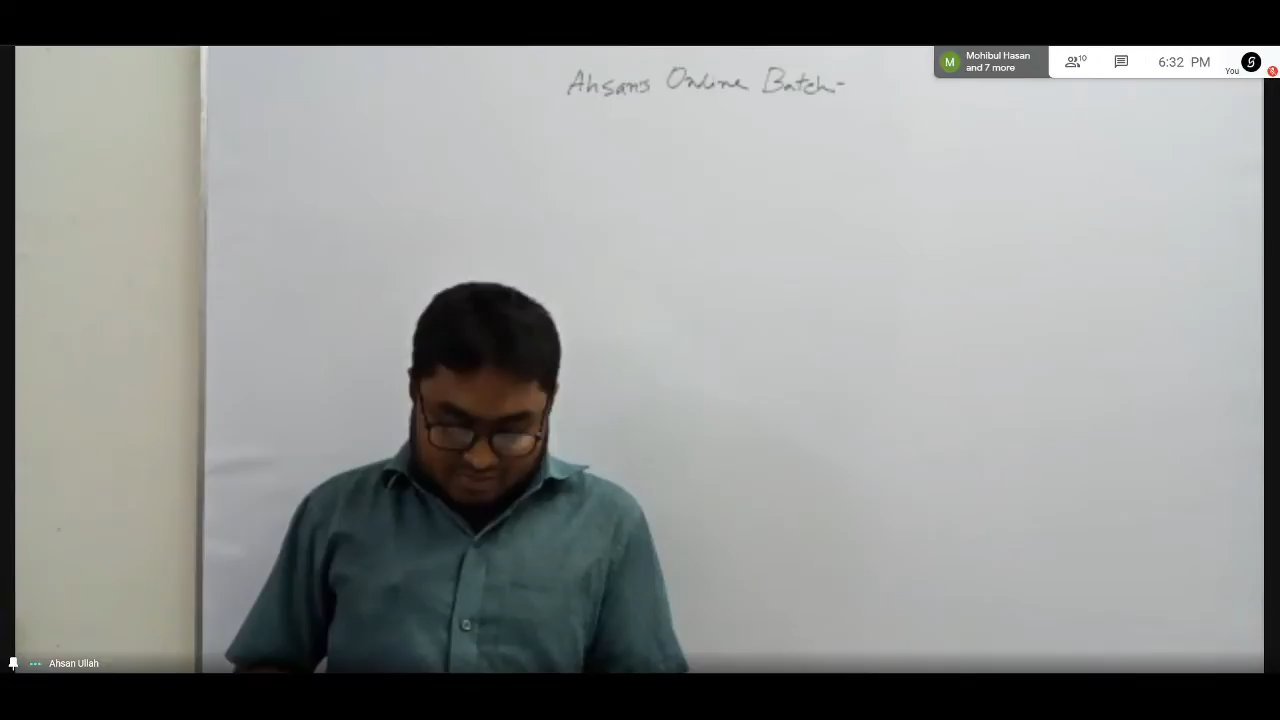 Ahsan's Online Batch-
Mohibul Hasan
and 7 more
10
6:32 PM
You
Ahsan Ullah